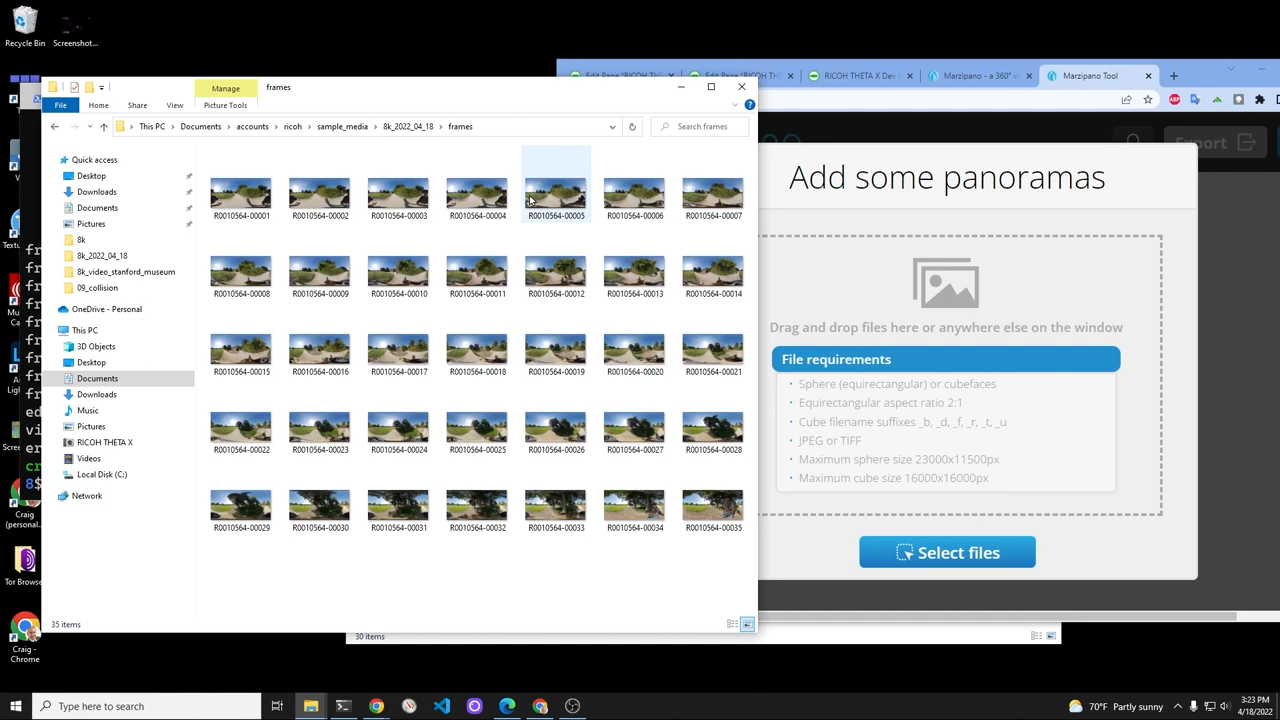 Recycle Bin
Screenshot...
Manage
frames
File
Home
Share
View
Picture Tools
This PC
Documents
accounts
ricoh
sample_media
8k_2022_04_18
frames
Search frames
Quick access
Desktop
Downloads
Documents
Pictures
8k
8k_2022_04_18
8k_video_stanford_museum
09_collision
OneDrive - Personal
This PC
3D Objects
Desktop
Documents
Downloads
Music
Pictures
RICOH THETA X
Videos
Local Disk (C:)
Network
R0010564-00001 R0010564-00002 R0010564-00003 R0010564-00004 R0010564-00005 R0010564-00006 R0010564-00007
R0010564-00008 R0010564-00009 R0010564-00010 R0010564-00011 R0010564-00012 R0010564-00013 R0010564-00014
R0010564-00015 R0010564-00016 R0010564-00017 R0010564-00018 R0010564-00019 R0010564-00020 R0010564-00021
R0010564-00022 R0010564-00023 R0010564-00024 R0010564-00025 R0010564-00026 R0010564-00027 R0010564-00028
R0010564-00029 R0010564-00030 R0010564-00031 R0010564-00032 R0010564-00033 R0010564-00034 R0010564-00035
35 items
30 items
RICOH THETA X Dev
Marzipano - a 360° v
Marzipano Tool
Export
Add some panoramas
Drag and drop files here or anywhere else on the window
File requirements
• Sphere (equirectangular) or cubefaces
• Equirectangular aspect ratio 2:1
• Cube filename suffixes _b, _d, _f, _r, _t, _u
• JPEG or TIFF
• Maximum sphere size 23000x11500px
• Maximum cube size 16000x16000px
Select files
Craig
(personal...
Tor Browser
Craig -
Chrome
Type here to search
70°F Partly sunny
3:23 PM
4/18/2022